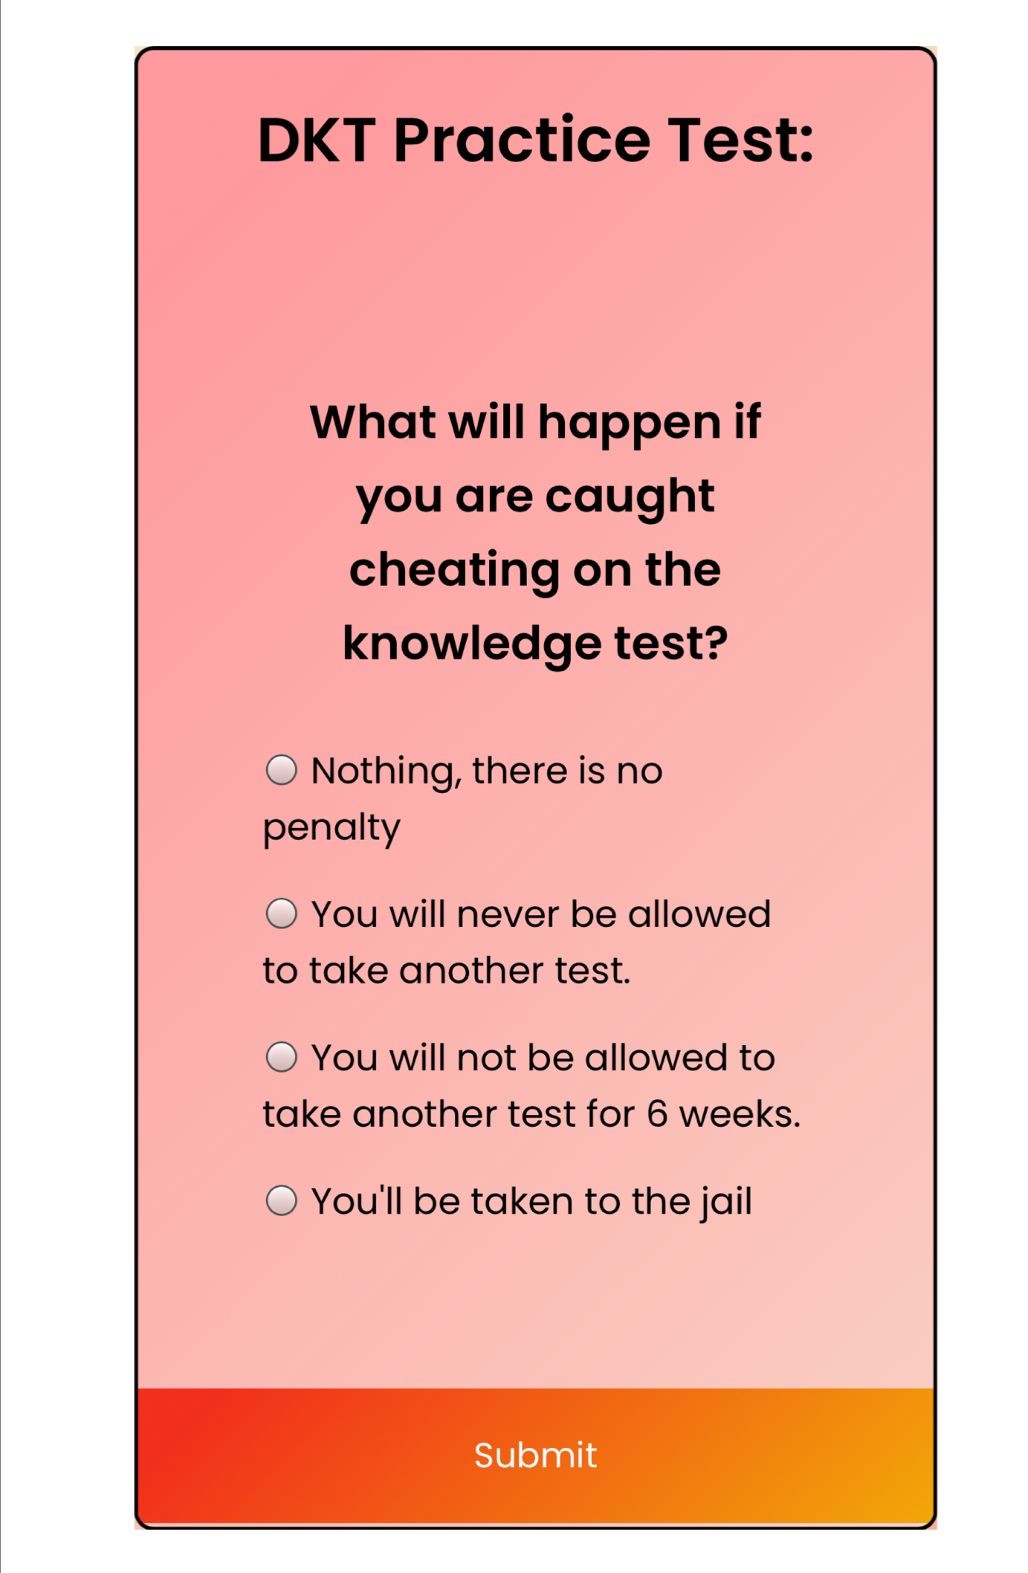 DKT Practice Test:
What will happen if
you are caught
cheating on the
knowledge test?
Nothing, there is no
penalty
You will never be allowed
to take another test.
You will not be allowed to
take another test for 6 weeks.
You'll be taken to the jail
Submit